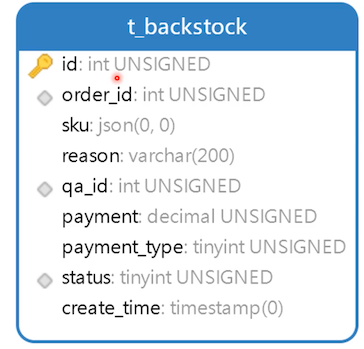 t_backstock
id: int UNSIGNED
order_id: int UNSIGNED
sku: json(0, 0)
reason: varchar(200)
qa_id: int UNSIGNED
payment: decimal UNSIGNED
payment_type: tinyint UNSIGNED
status: tinyint UNSIGNED
create_time: timestamp(0)